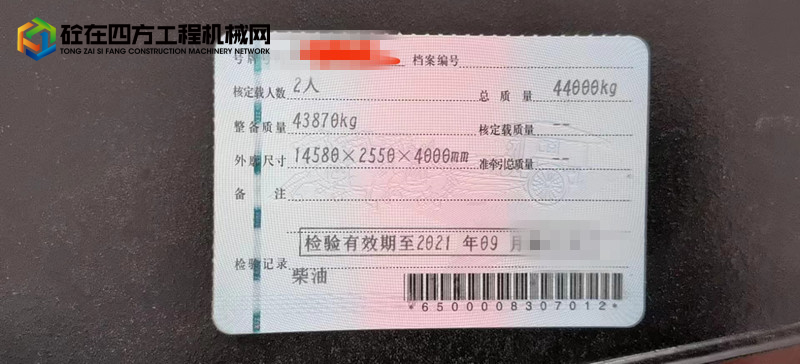 砼在四方工程机械网
TONG ZAI SI FANG CONSTRUCTION MACHINERY NETWORK
号牌 档案编号
核定载人数 2人 总质量 44000kg
整备质量 43870kg 核定载质量 --
外廓尺寸 14580×2550×4000mm 准牵引总质量 --
备注
检验有效期至2021 年09 月
检验记录
柴油
*6500008307012*